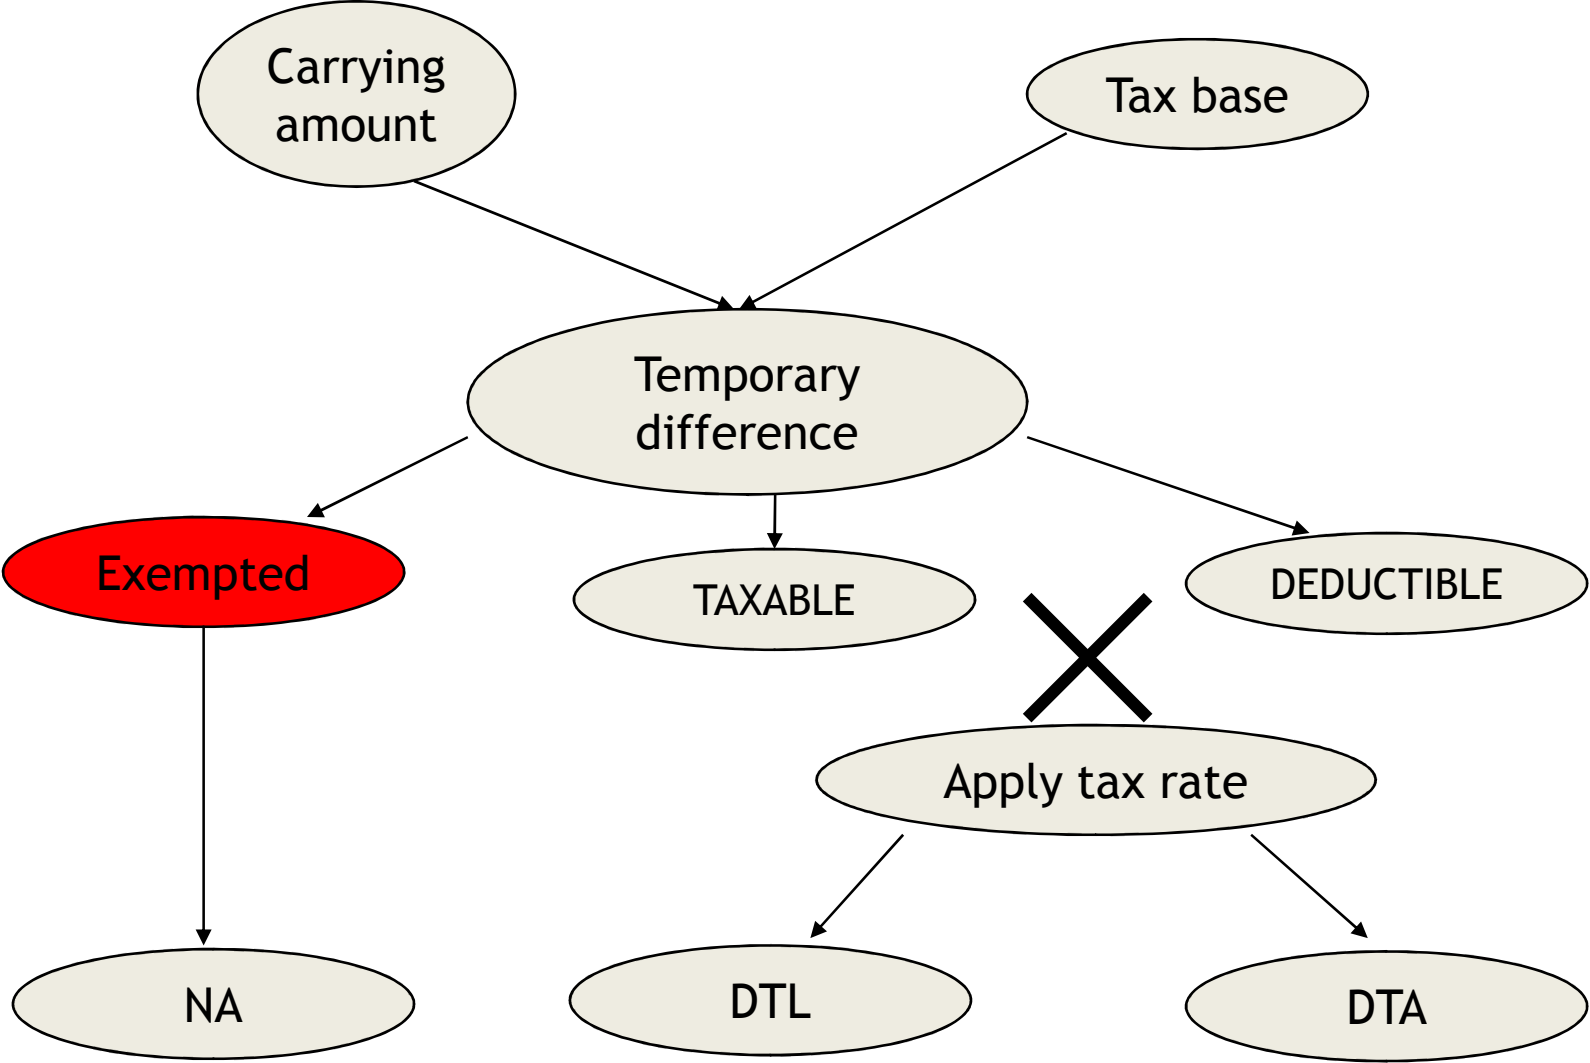 Carrying
amount
Tax base
Temporary
difference
Exempted
TAXABLE
DEDUCTIBLE
Apply tax rate
NA
DTL
DTA